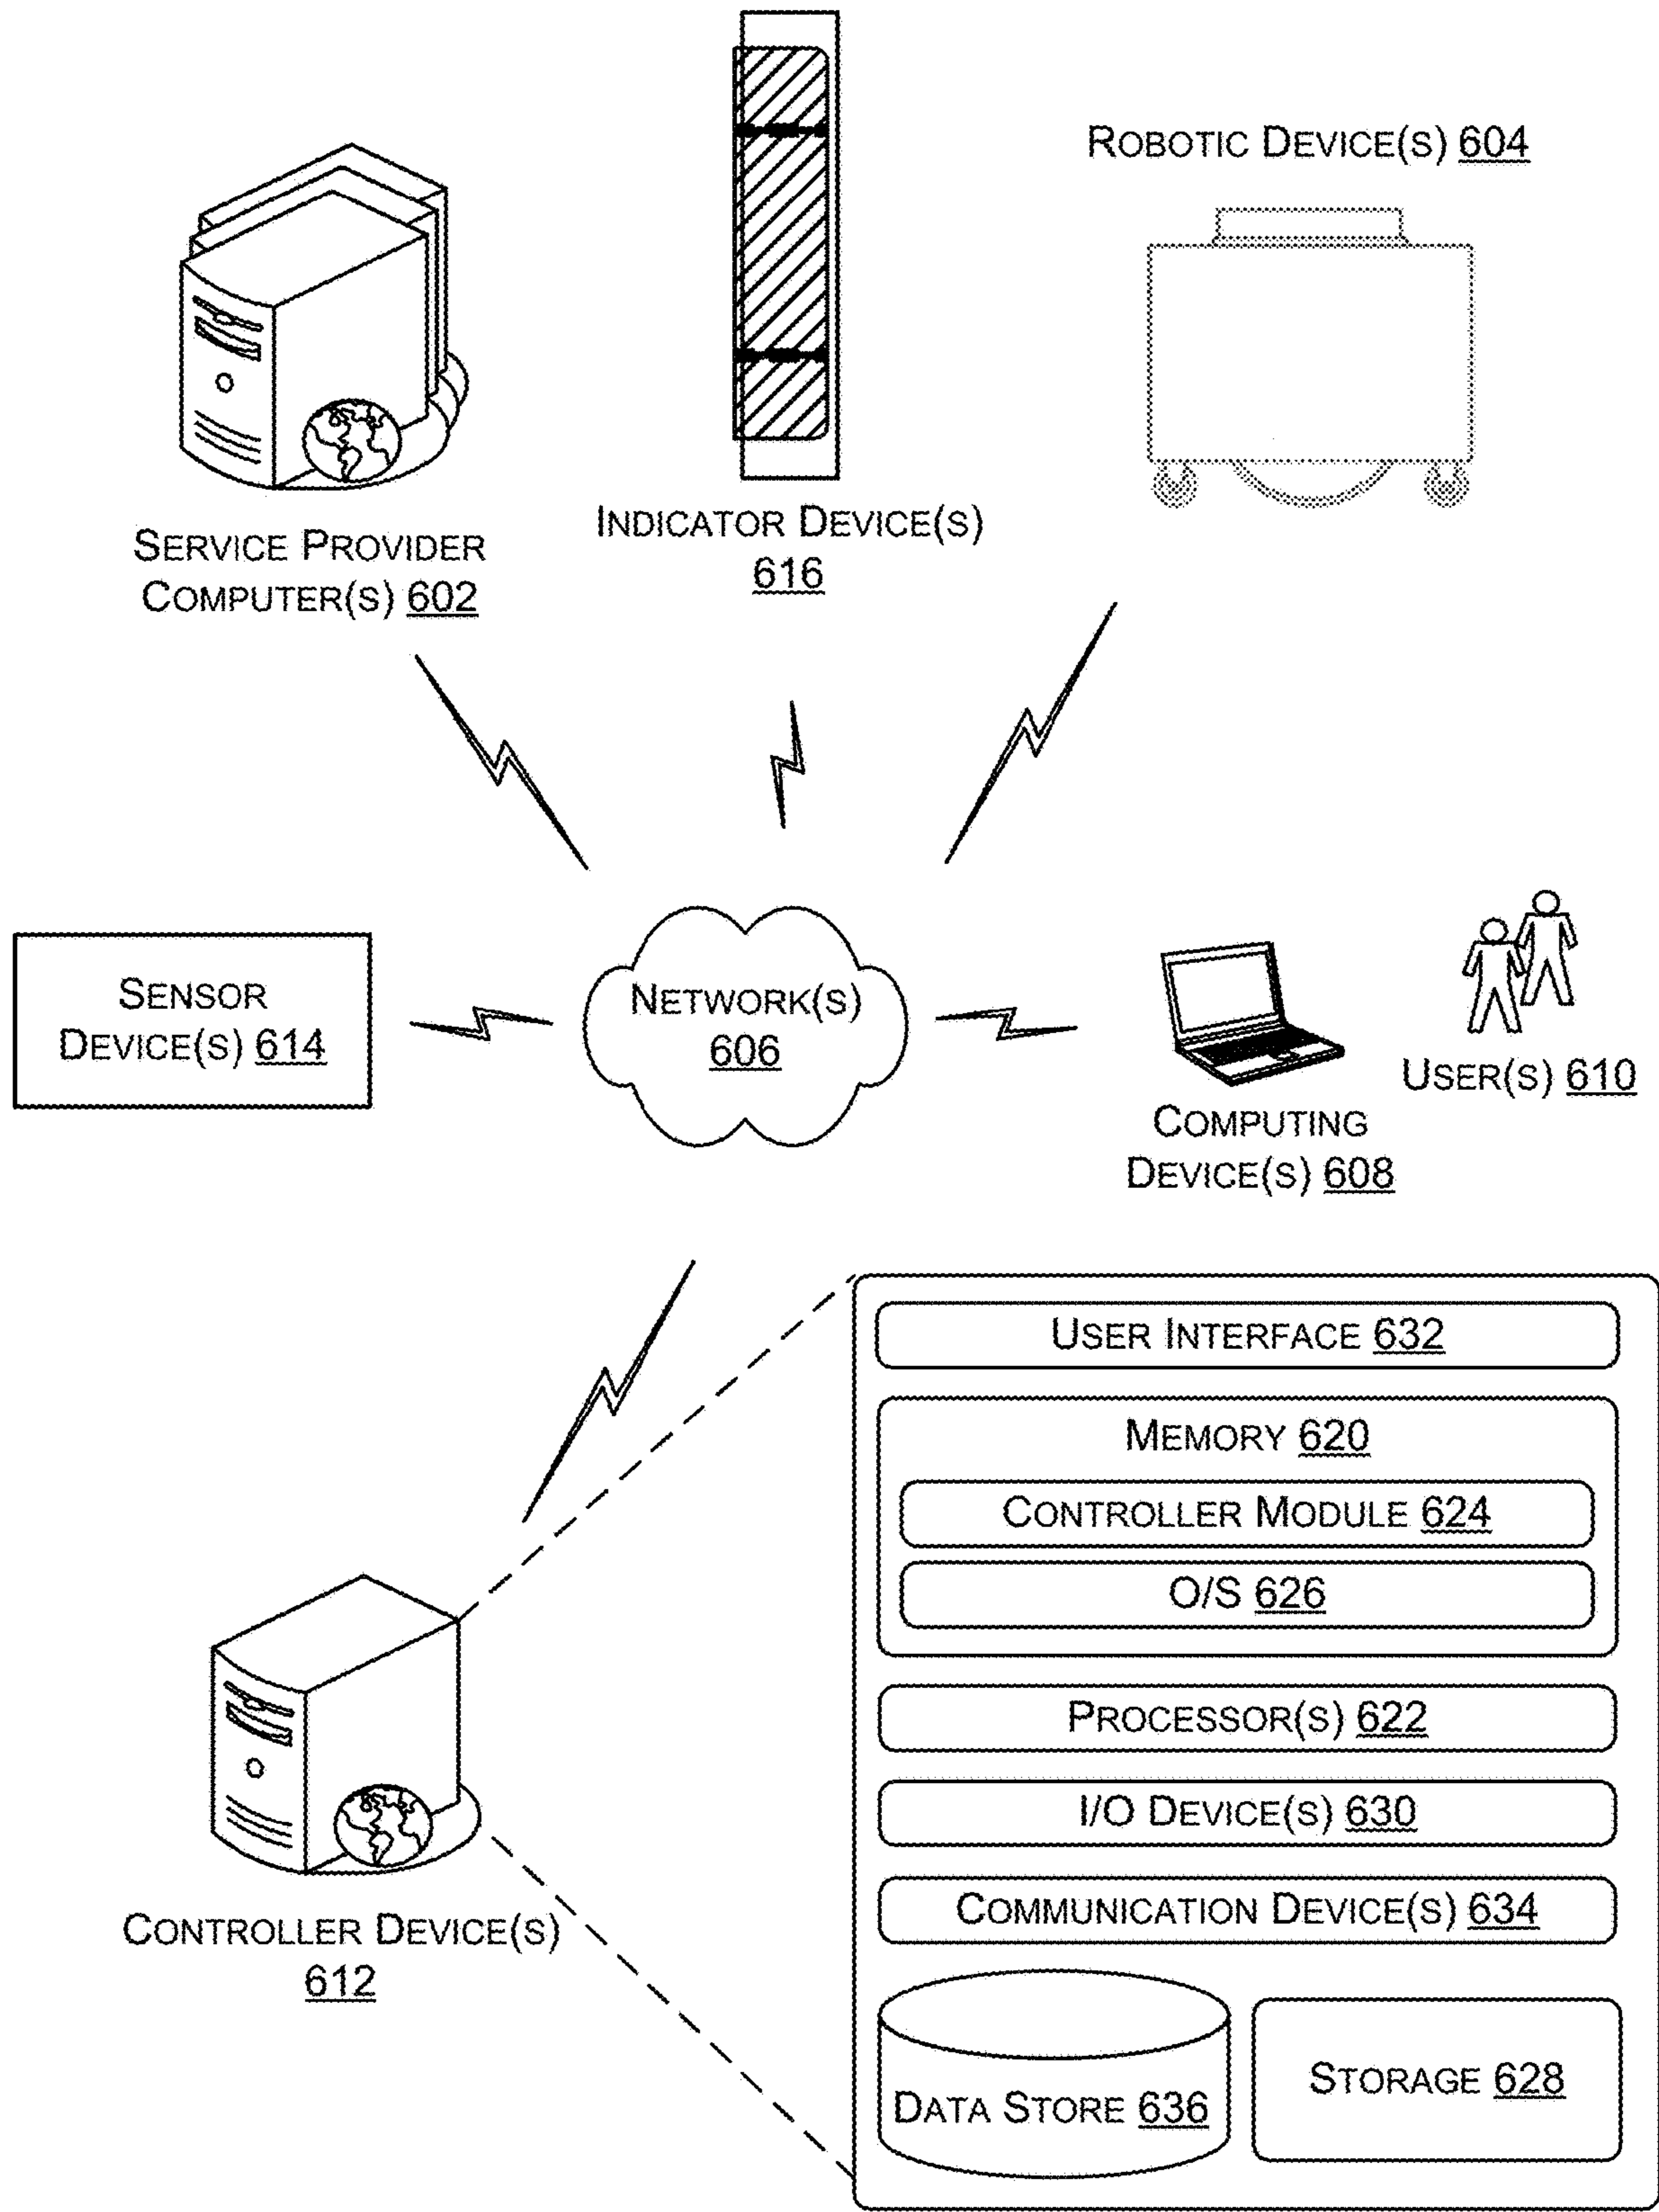 ROBOTIC DEVICE(S) 604
INDICATOR DEVICE(S)
616
SERVICE PROVIDER
COMPUTER(S) 602
SENSOR
DEVICE(S) 614
NETWORK(S)
606
USER(S) 610
COMPUTING
DEVICE(S) 608
USER INTERFACE 632
MEMORY 620
CONTROLLER MODULE 624
O/S 626
PROCESSOR(S) 622
I/O DEVICE(S) 630
COMMUNICATION DEVICE(S) 634
CONTROLLER DEVICE(S)
612
DATA STORE 636
STORAGE 628